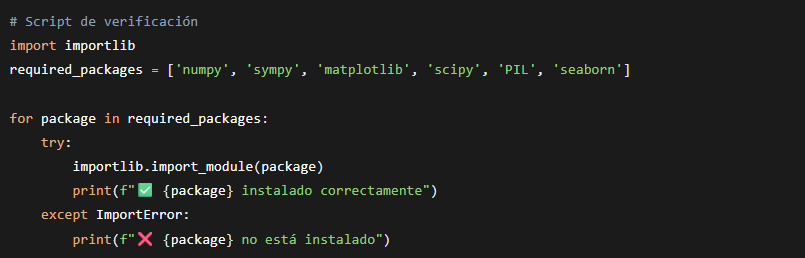 # Script de verificación
import importlib
required_packages = ['numpy', 'sympy', 'matplotlib', 'scipy', 'PIL', 'seaborn']

for package in required_packages:
    try:
        importlib.import_module(package)
        print(f"✅ {package} instalado correctamente")
    except ImportError:
        print(f"❌ {package} no está instalado")